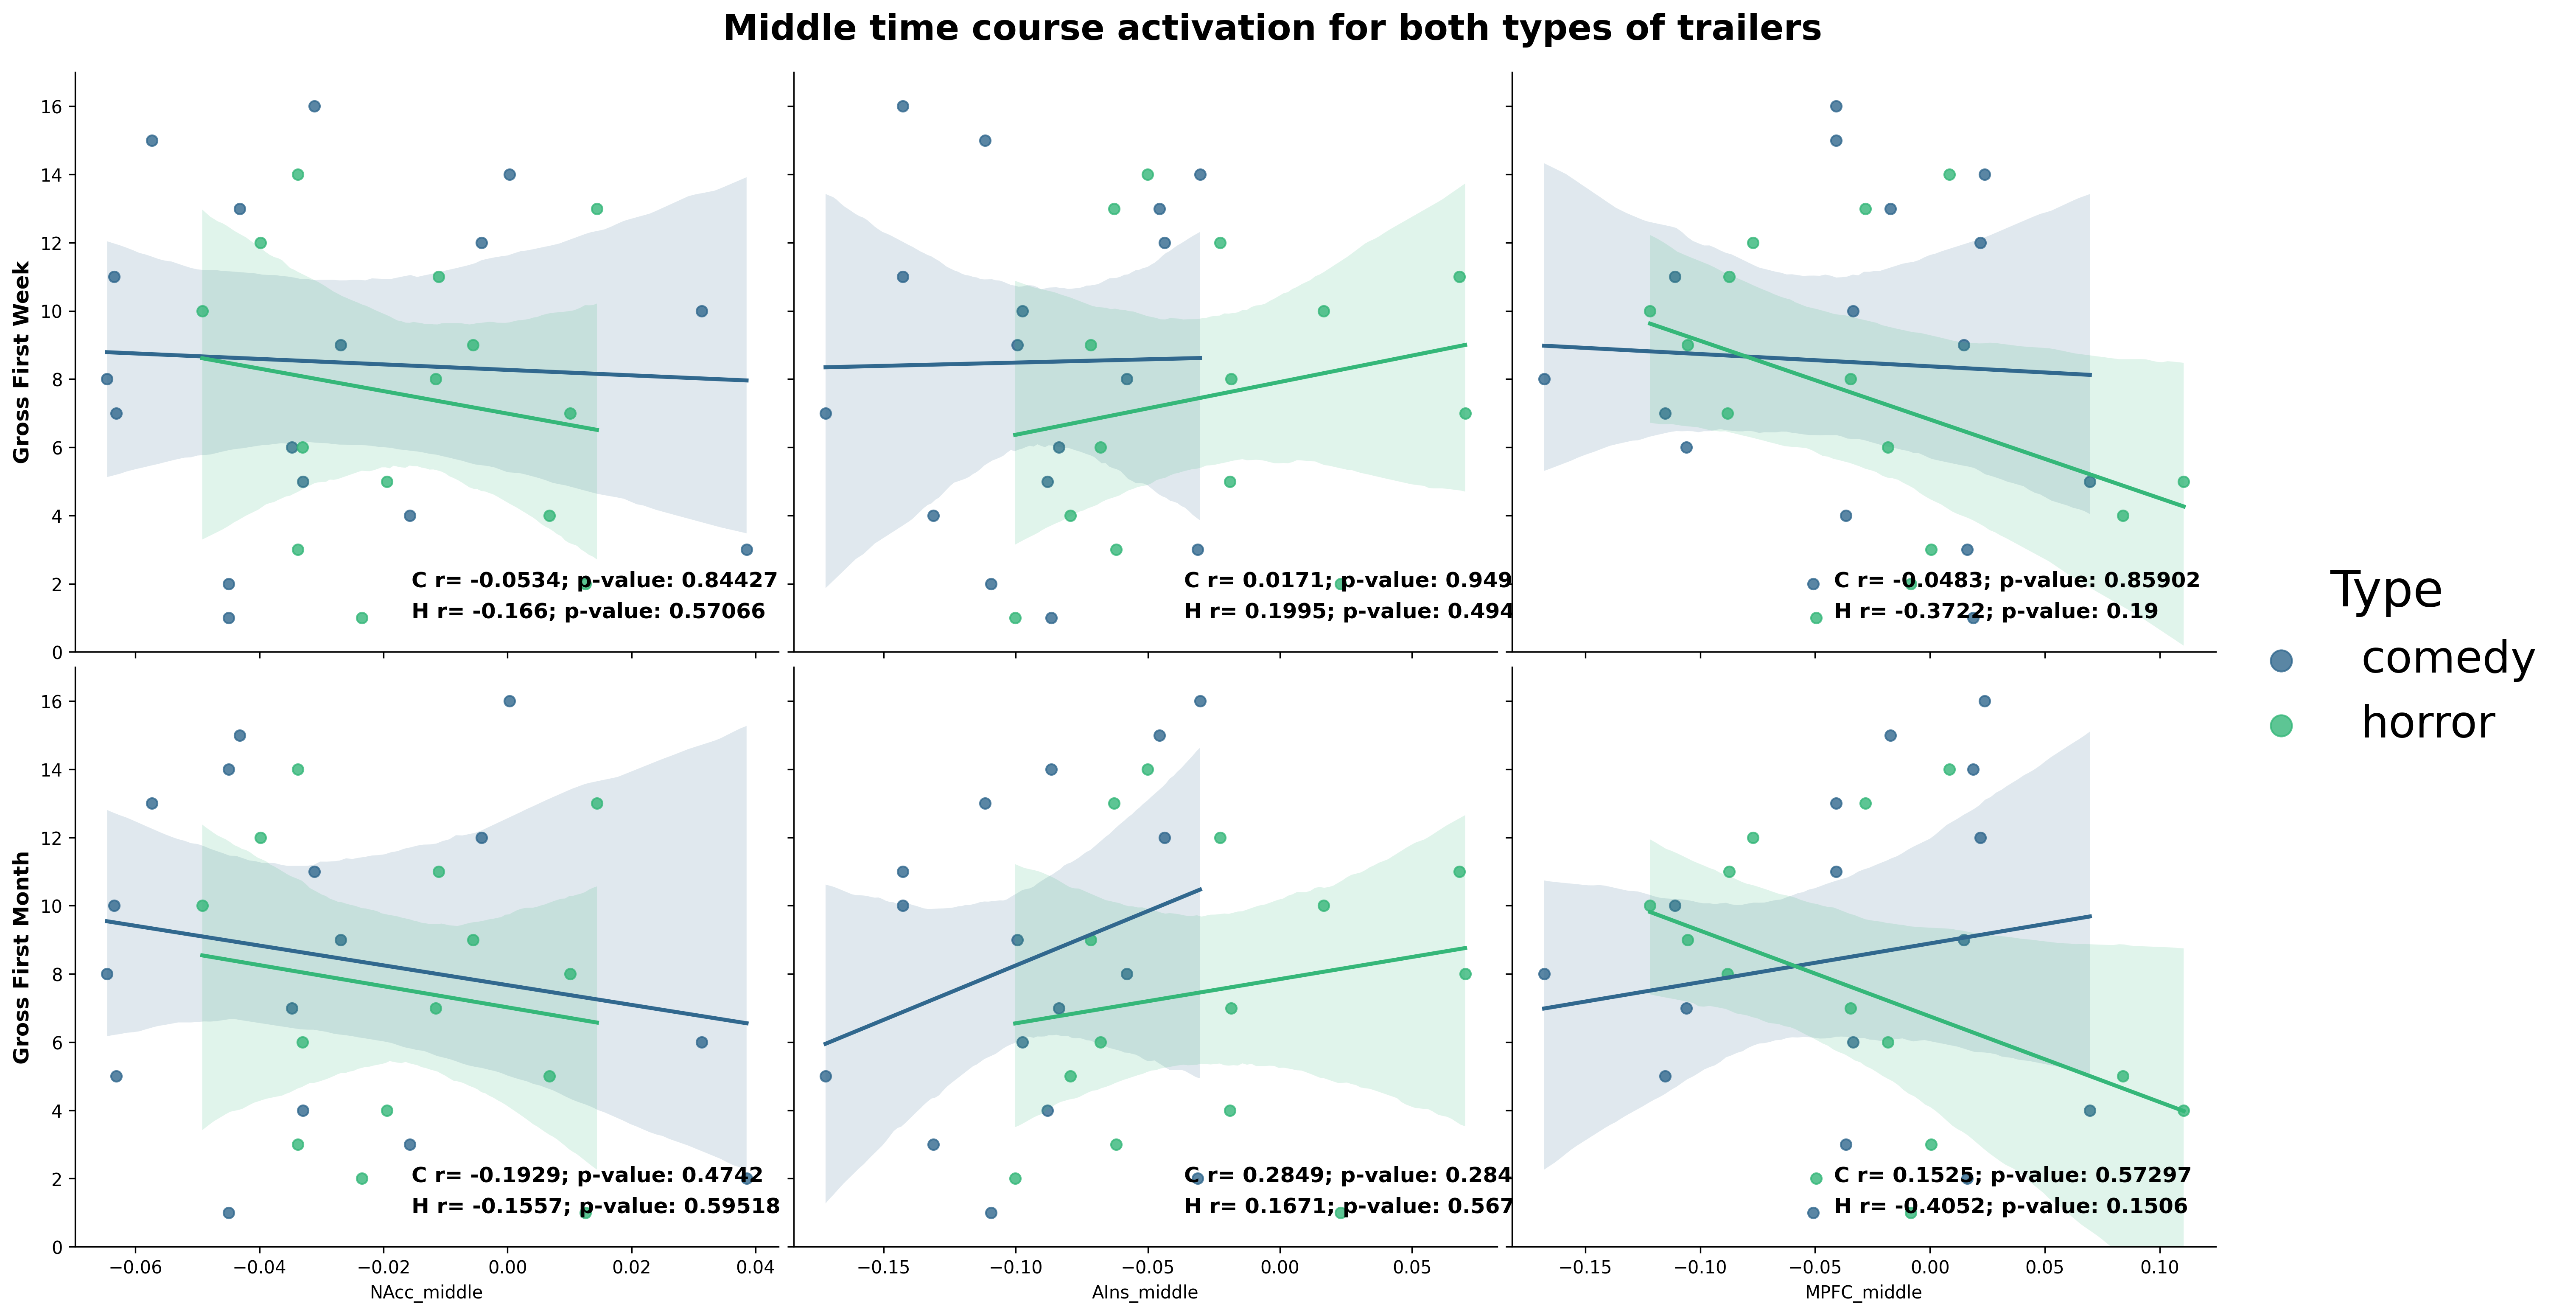 Middle time course activation for both types of trailers
Gross First Week
16
14
12
10
8
6
4
2
0
C r= -0.0534; p-value: 0.84427
H r= -0.166; p-value: 0.57066
C r= 0.0171; p-value: 0.949
H r= 0.1995; p-value: 0.494
C r= -0.0483; p-value: 0.85902
H r= -0.3722; p-value: 0.19
Type
comedy
horror
Gross First Month
16
14
12
10
8
6
4
2
0
C r= -0.1929; p-value: 0.4742
H r= -0.1557; p-value: 0.59518
C r= 0.2849; p-value: 0.284
H r= 0.1671; p-value: 0.567
C r= 0.1525; p-value: 0.57297
H r= -0.4052; p-value: 0.1506
−0.06 −0.04 −0.02 0.00 0.02 0.04
NAcc_middle
−0.15 −0.10 −0.05 0.00 0.05
AIns_middle
−0.15 −0.10 −0.05 0.00 0.05 0.10
MPFC_middle